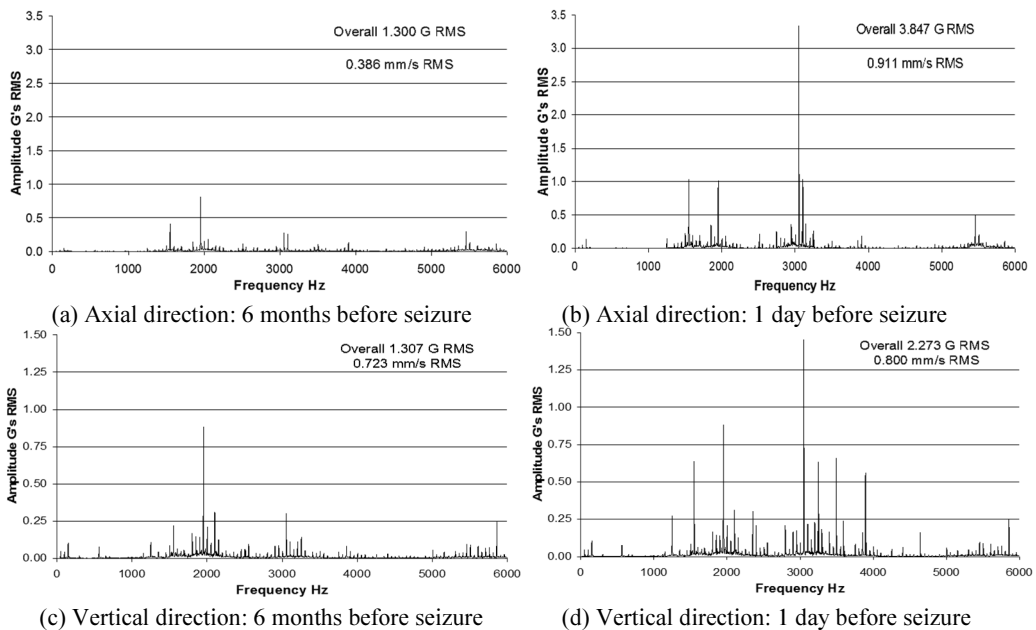 3.5
3.0
2.5
2.0
1.5
1.0
0.5
0.0
Amplitude G's RMS
Overall 1.300 G RMS
0.386 mm/s RMS
0 1000 2000 3000 4000 5000 6000
Frequency Hz
(a) Axial direction: 6 months before seizure
3.5
3.0
2.5
2.0
1.5
1.0
0.5
0.0
Amplitude G's RMS
Overall 3.847 G RMS
0.911 mm/s RMS
0 1000 2000 3000 4000 5000 6000
Frequency Hz
(b) Axial direction: 1 day before seizure
1.50
1.25
1.00
0.75
0.50
0.25
0.00
Amplitude G's RMS
Overall 1.307 G RMS
0.723 mm/s RMS
0 1000 2000 3000 4000 5000 6000
Frequency Hz
(c) Vertical direction: 6 months before seizure
1.50
1.25
1.00
0.75
0.50
0.25
0.00
Amplitude G's RMS
Overall 2.273 G RMS
0.800 mm/s RMS
0 1000 2000 3000 4000 5000 6000
Frequency Hz
(d) Vertical direction: 1 day before seizure